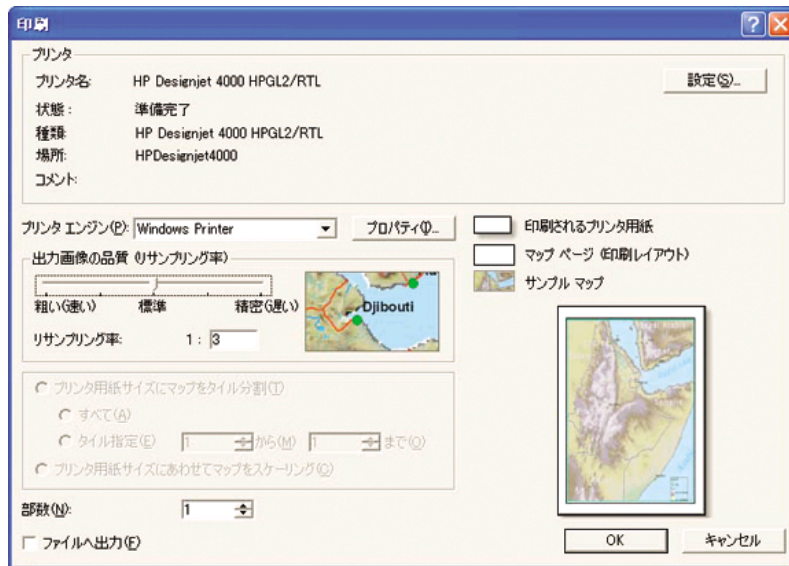 印刷
プリンタ
プリンタ名: HP Designjet 4000 HPGL2/RTL
設定(S)...
状態: 準備完了
種類: HP Designjet 4000 HPGL2/RTL
場所: HPDesignjet4000
コメント:
プリンタ エンジン(P): Windows Printer
プロパティ(I)...
印刷されるプリンタ用紙
マップ ページ (印刷レイアウト)
サンプル マップ
出力画像の品質 (リサンプリング率)
粗い(速い) 標準 精密(遅い)
Djibouti
リサンプリング率: 1 : 3
プリンタ用紙サイズにマップをタイル分割(T)
すべて(A)
タイル指定(E) 1 から(M) 1 まで(O)
プリンタ用紙サイズにあわせてマップをスケーリング(C)
部数(N): 1
ファイルへ出力(F)
OK キャンセル